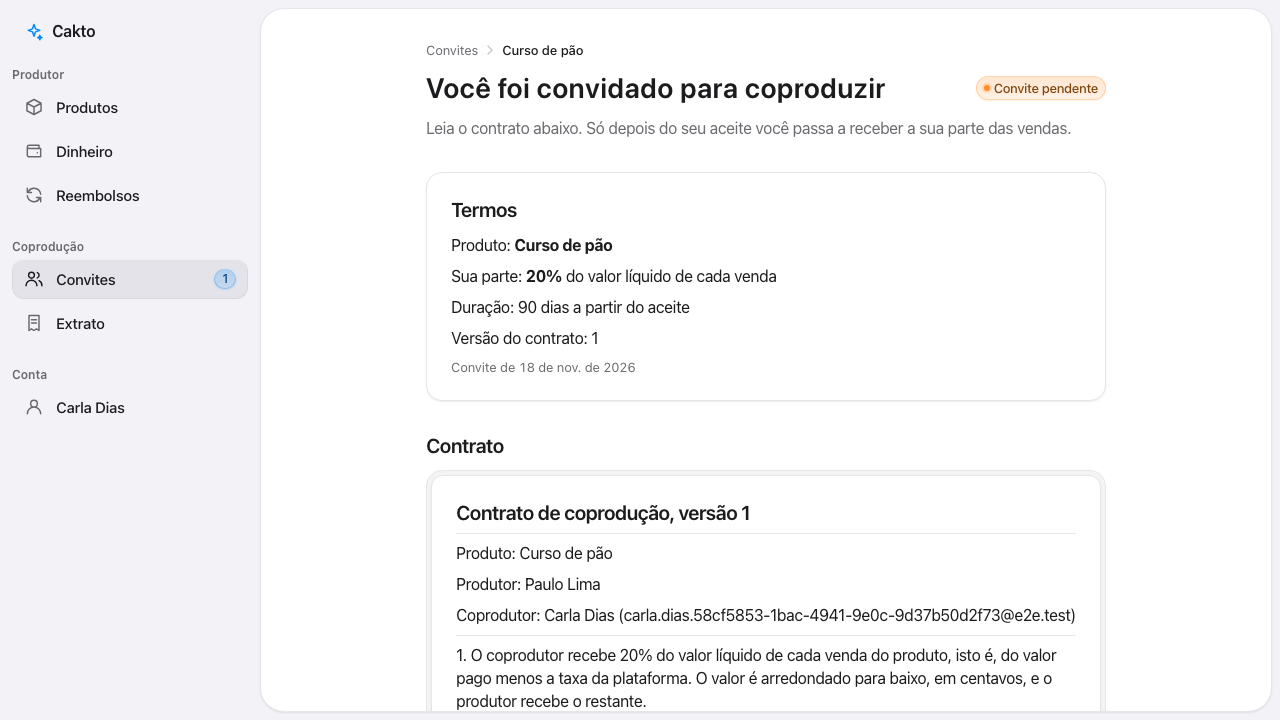 Cakto
Produtor
Produtos
Dinheiro
Reembolsos
Coprodução
Convites
1
Extrato
Conta
Carla Dias
Convites
Curso de pão
Você foi convidado para coproduzir
Convite pendente
Leia o contrato abaixo. Só depois do seu aceite você passa a receber a sua parte das vendas.
Termos
Produto: Curso de pão
Sua parte: 20% do valor líquido de cada venda
Duração: 90 dias a partir do aceite
Versão do contrato: 1
Convite de 18 de nov. de 2026
Contrato
Contrato de coprodução, versão 1
Produto: Curso de pão
Produtor: Paulo Lima
Coprodutor: Carla Dias (carla.dias.58cf5853-1bac-4941-9e0c-9d37b50d2f73@e2e.test)
1. O coprodutor recebe 20% do valor líquido de cada venda do produto, isto é, do valor
pago menos a taxa da plataforma. O valor é arredondado para baixo, em centavos, e o
produtor recebe o restante.